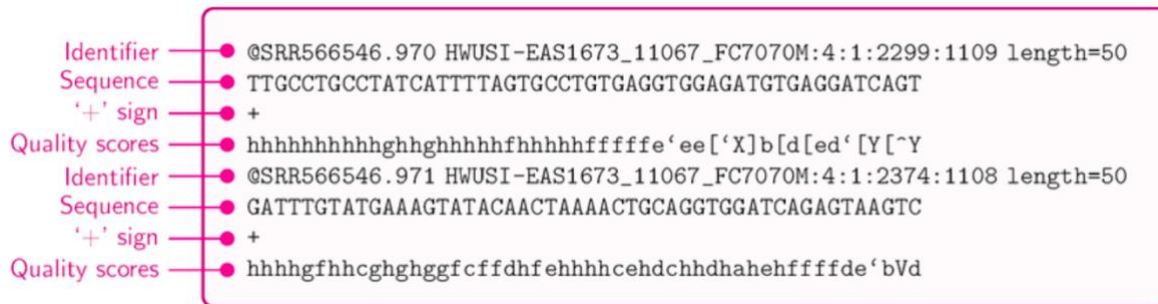 Identifier @SRR566546.970 HWUSI-EAS1673_11067_FC7070M:4:1:2299:1109 length=50
Sequence TTGCCTGCCTATCATTTTAGTGCCTGTGAGGTGGAGATGTGAGGATCAGT
‘+’ sign +
Quality scores hhhhhhhhhhghhghhhhhfhhhhhfffffe‘ee[‘X]b[d[ed‘[Y[^Y
Identifier @SRR566546.971 HWUSI-EAS1673_11067_FC7070M:4:1:2374:1108 length=50
Sequence GATTTGTATGAAAGTATACAACTAAAACTGCAGGTGGATCAGAGTAAGTC
‘+’ sign +
Quality scores hhhhgfhhcghghggfcffdhfehhhhcehdchhdhahehffffde‘bVd